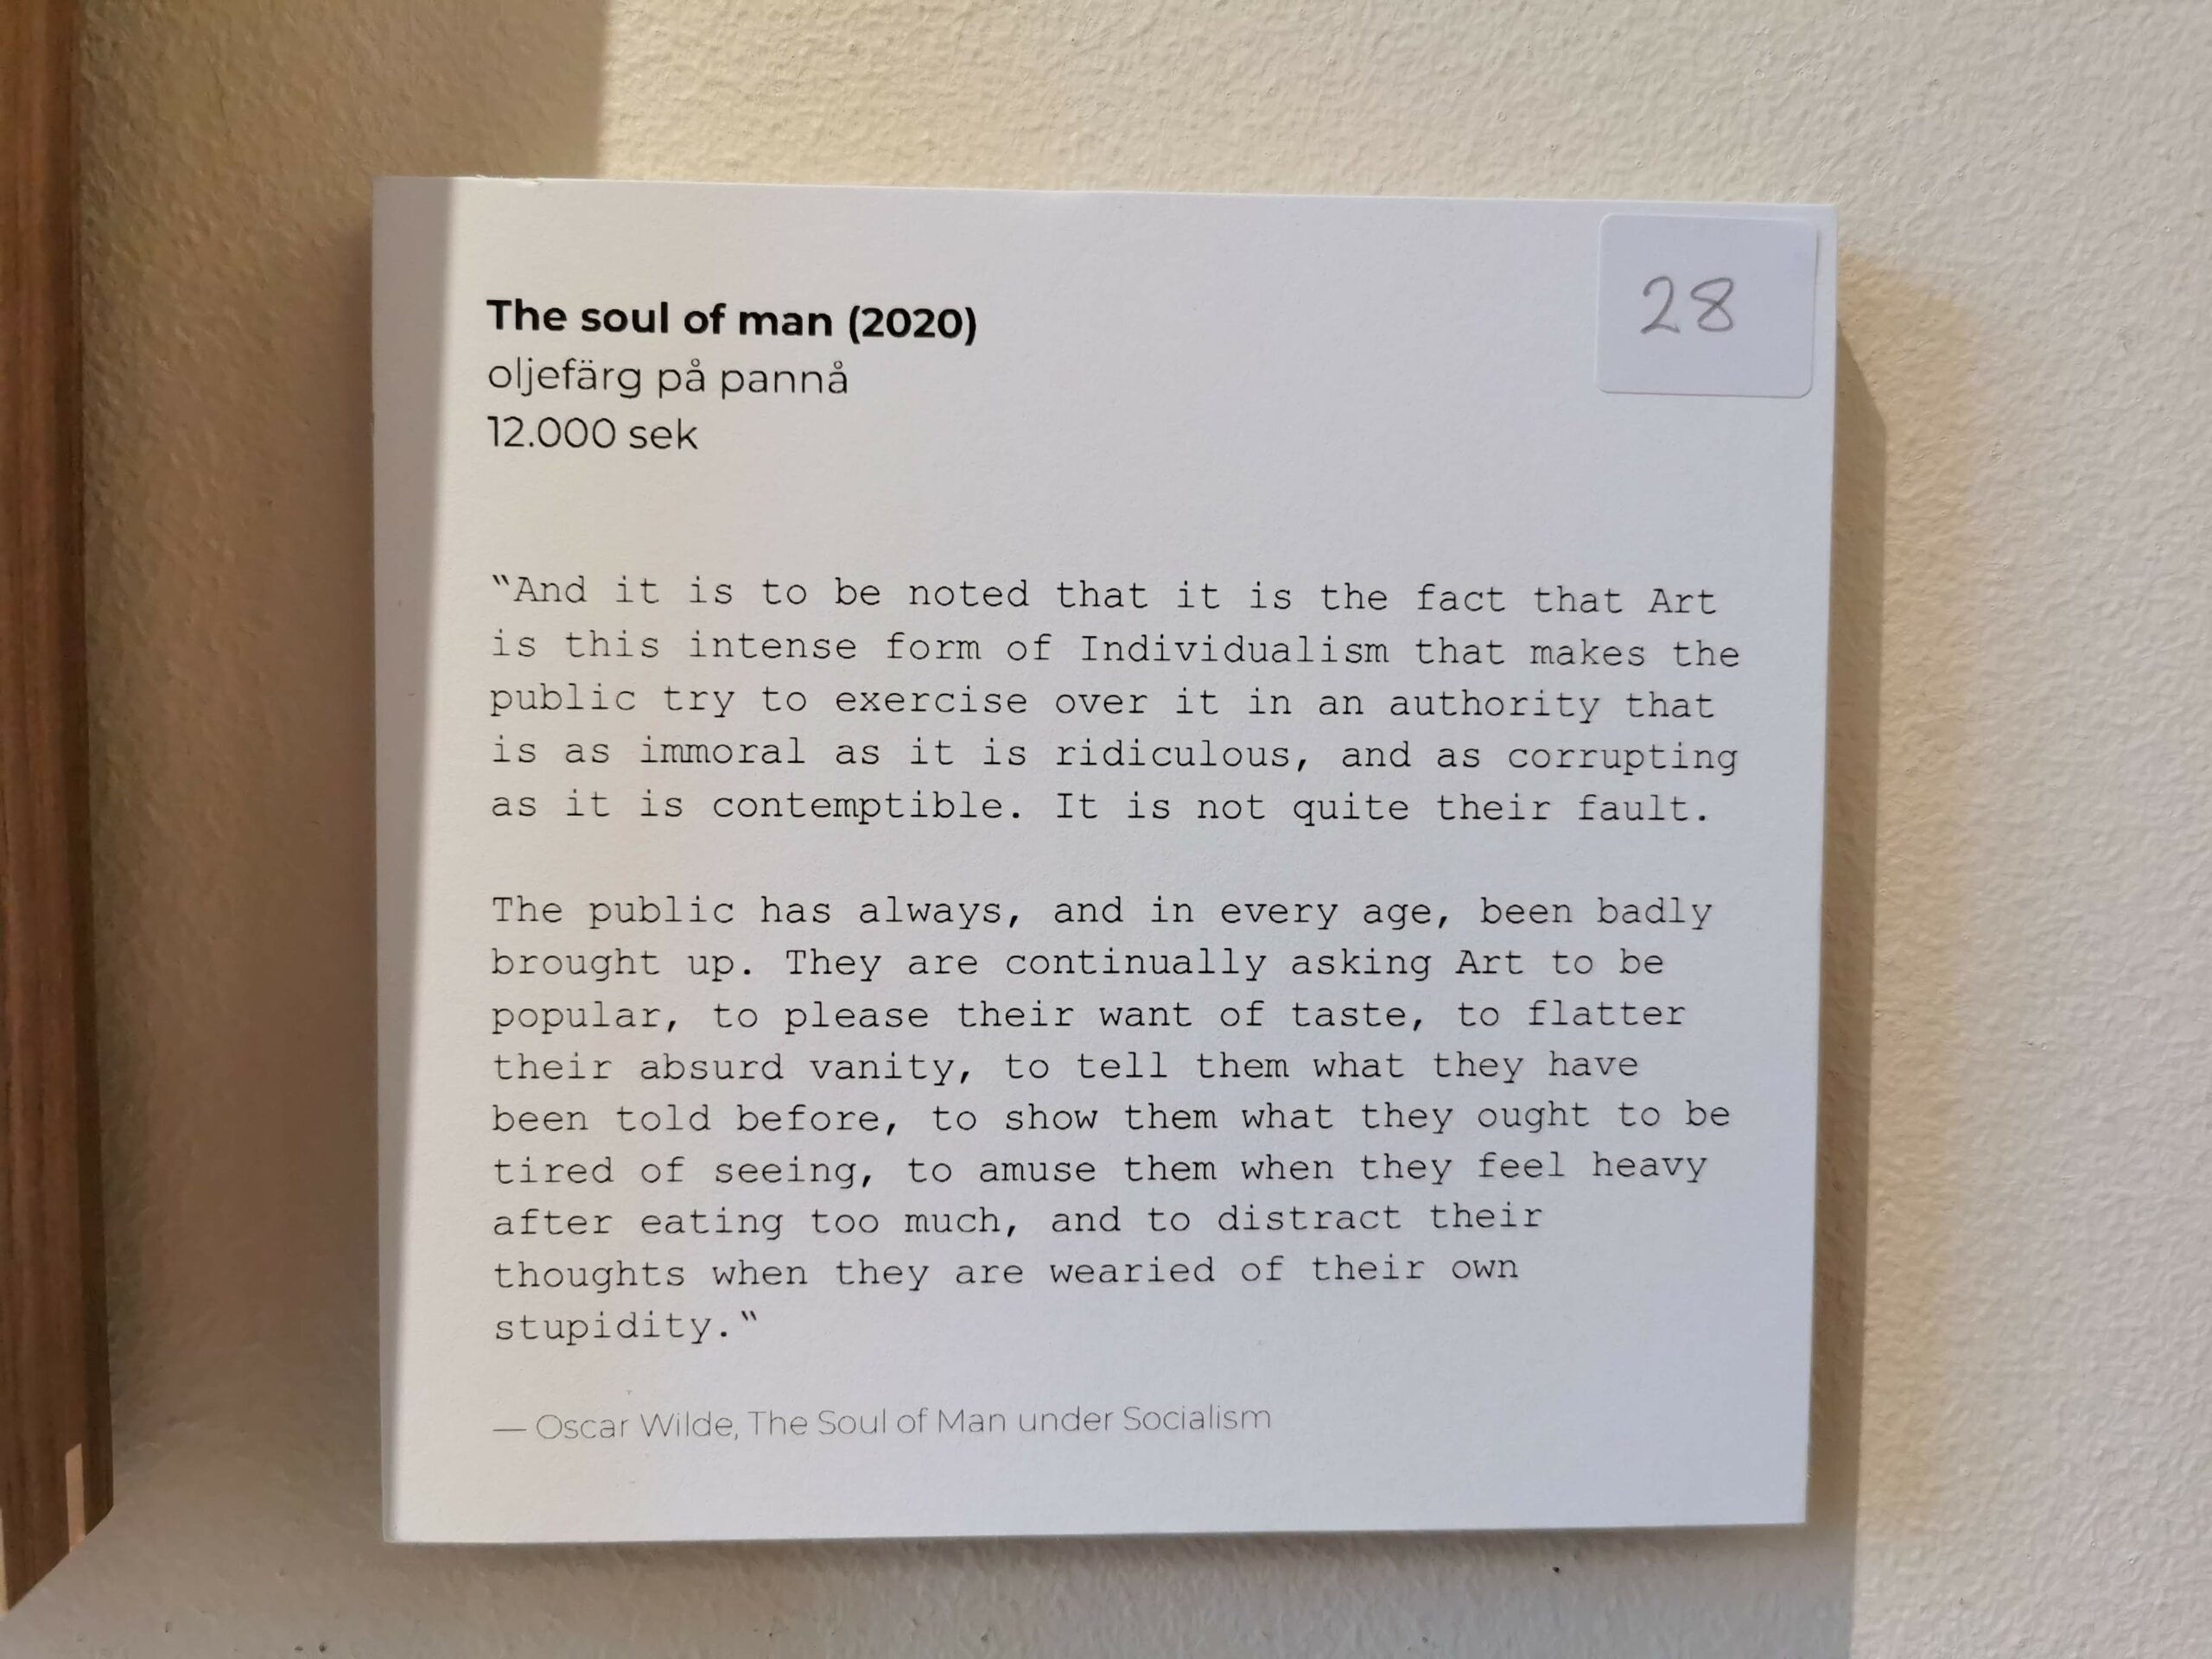 The soul of man (2020)
28
oljefärg på pannå
12.000 sek
"And it is to be noted that it is the fact that Art
is this intense form of Individualism that makes the
public try to exercise over it in an authority that
is as immoral as it is ridiculous, and as corrupting
as it is contemptible. It is not quite their fault.
The public has always, and in every age, been badly
brought up. They are continually asking Art to be
popular, to please their want of taste, to flatter
their absurd vanity, to tell them what they have
been told before, to show them what they ought to be
tired of seeing, to amuse them when they feel heavy
after eating too much, and to distract their
thoughts when they are wearied of their own
stupidity."
— Oscar Wilde, The Soul of Man under Socialism